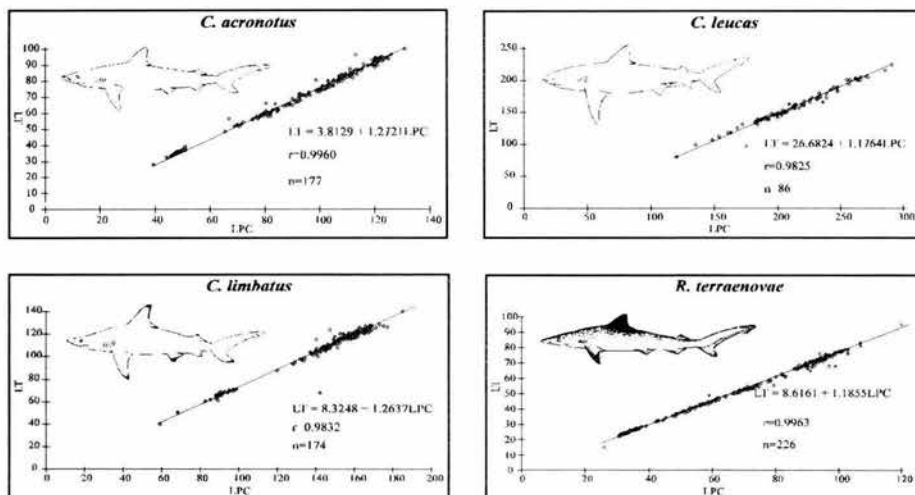 C. acronotus
100
90
80
70
60
50
40
30
20
10
0
LT
LT = 3.8129 + 1.2721LPC
r=0.9960
n=177
0 20 40 60 80 100 120 140
LPC
C. leucas
250
200
150
100
50
0
LT
LT = 26.6824 + 1.1764LPC
r=0.9825
n 86
0 50 100 150 200 250 300
LPC
C. limbatus
140
120
100
80
60
40
20
0
LT
LT = 8.3248 + 1.2637LPC
r 0.9832
n=174
0 20 40 60 80 100 120 140 160 180 200
LPC
R. terraenovae
100
90
80
70
60
50
40
30
20
10
0
LT
LT = 8.6161 + 1.1855LPC
r=0.9963
n=226
0 20 40 60 80 100 120
LPC